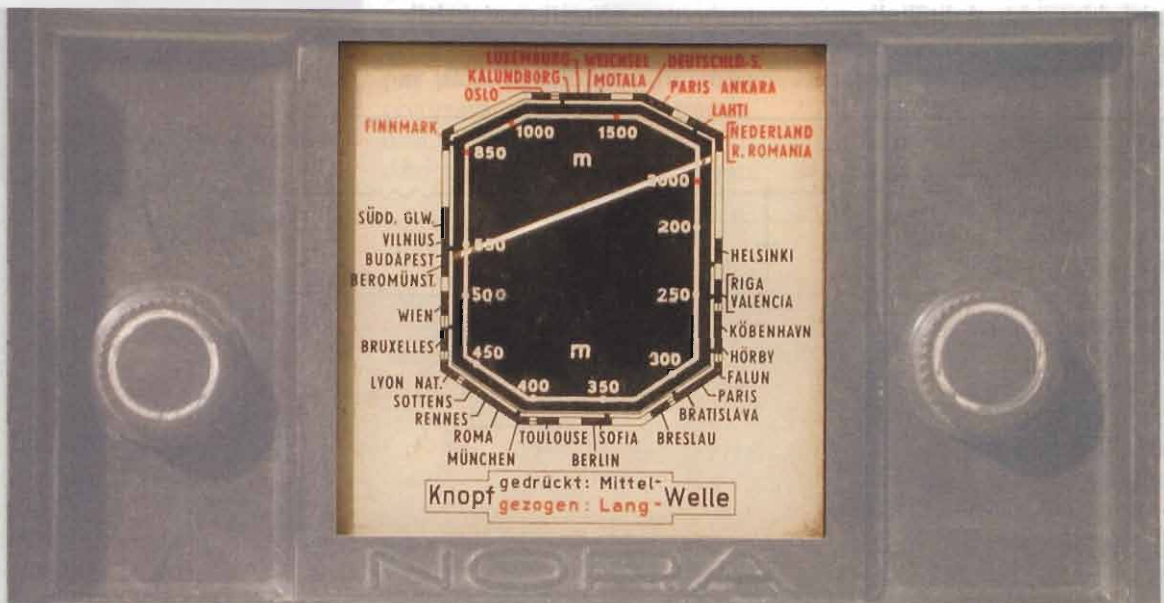 LUXEMBURG WEICHSEL DEUTSCHLD-S.
KALUNDBORG MOTALA PARIS ANKARA
OSLO LAHTI
FINNMARK NEDERLAND
R. ROMANIA
1000 1500
850 m
2000
200
SÜDD. GLW.
VILNIUS
BUDAPEST HELSINKI
BEROMÜNST.
500 250 RIGA
VALENCIA
WIEN
KÖBENHAVN
BRUXELLES 450 m 300 HÖRBY
400 350
LYON NAT. FALUN
SOTTENS PARIS
RENNES BRATISLAVA
ROMA TOULOUSE SOFIA BRESLAU
MÜNCHEN BERLIN
Knopf gedrückt: Mittel- Welle
gezogen: Lang-
NORA